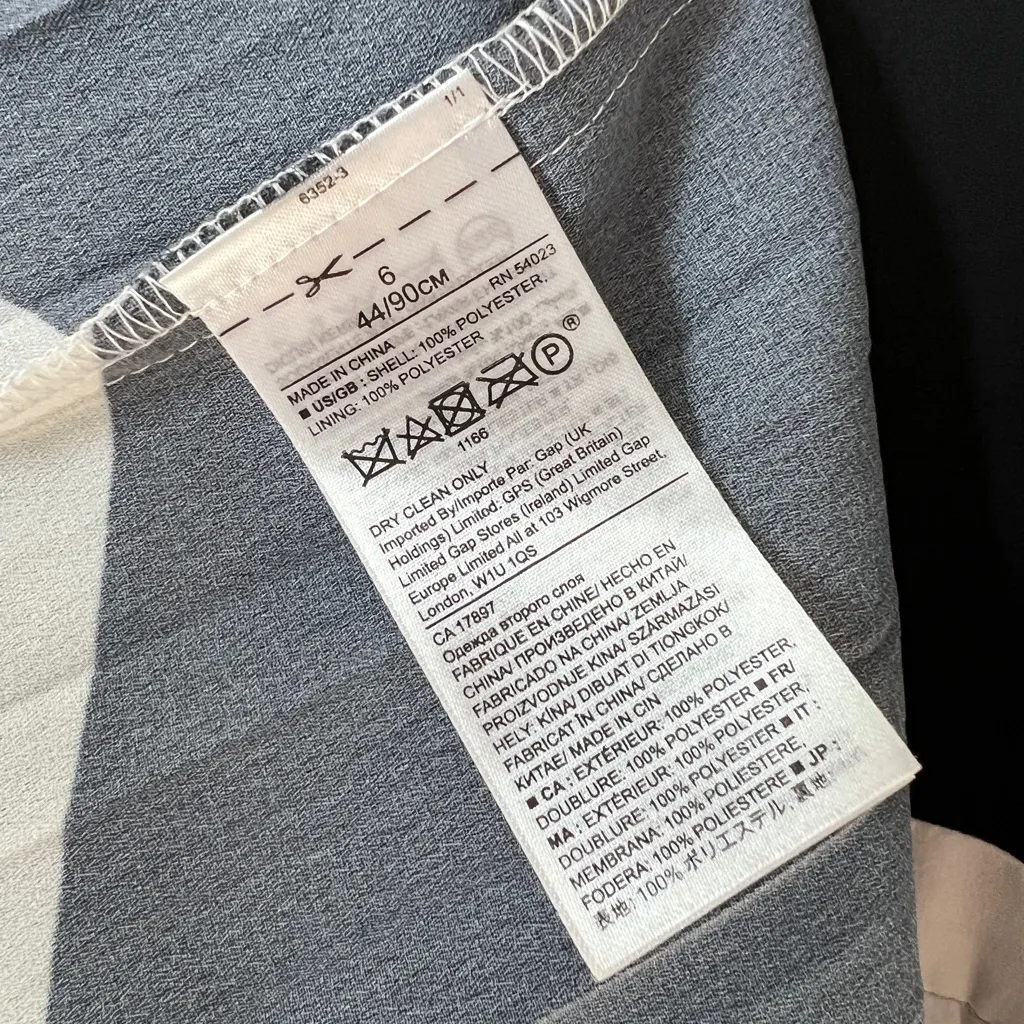 1/1
6352-3
6
44/90CM
MADE IN CHINA RN 54023
■ US/GB : SHELL: 100% POLYESTER,
LINING: 100% POLYESTER
P ®
1166
DRY CLEAN ONLY
Imported By/Importe Par: Gap (UK
Holdings) Limited: GPS (Great Britain)
Limited Gap Stores (Ireland) Limited Gap
Europe Limited All at 103 Wigmore Street,
London, W1U 1QS
CA 17897
Одежда второго слоя
FABRIQUE EN CHINE/ HECHO EN
CHINA/ ПРОИЗВЕДЕНО В КИТАЙ/
FABRICADO NA CHINA/ ZEMLJA
PROIZVODNJE KINA/ SZÁRMAZÁSI
HELY: KÍNA/ DIBUAT DI TIONGKOK/
FABRICAT ÎN CHINA/ СДЕЛАНО В
КИТАЕ/ MADE IN CIN
■ CA : EXTÉRIEUR: 100% POLYESTER,
DOUBLURE: 100% POLYESTER ■ FR/
MA : EXTÉRIEUR: 100% POLYESTER,
DOUBLURE: 100% POLYESTER ■ IT :
MEMBRANA: 100% POLIESTERE,
FODERA: 100% POLIESTERE ■ JP :
表地: 100% ポリエステル, 裏地: